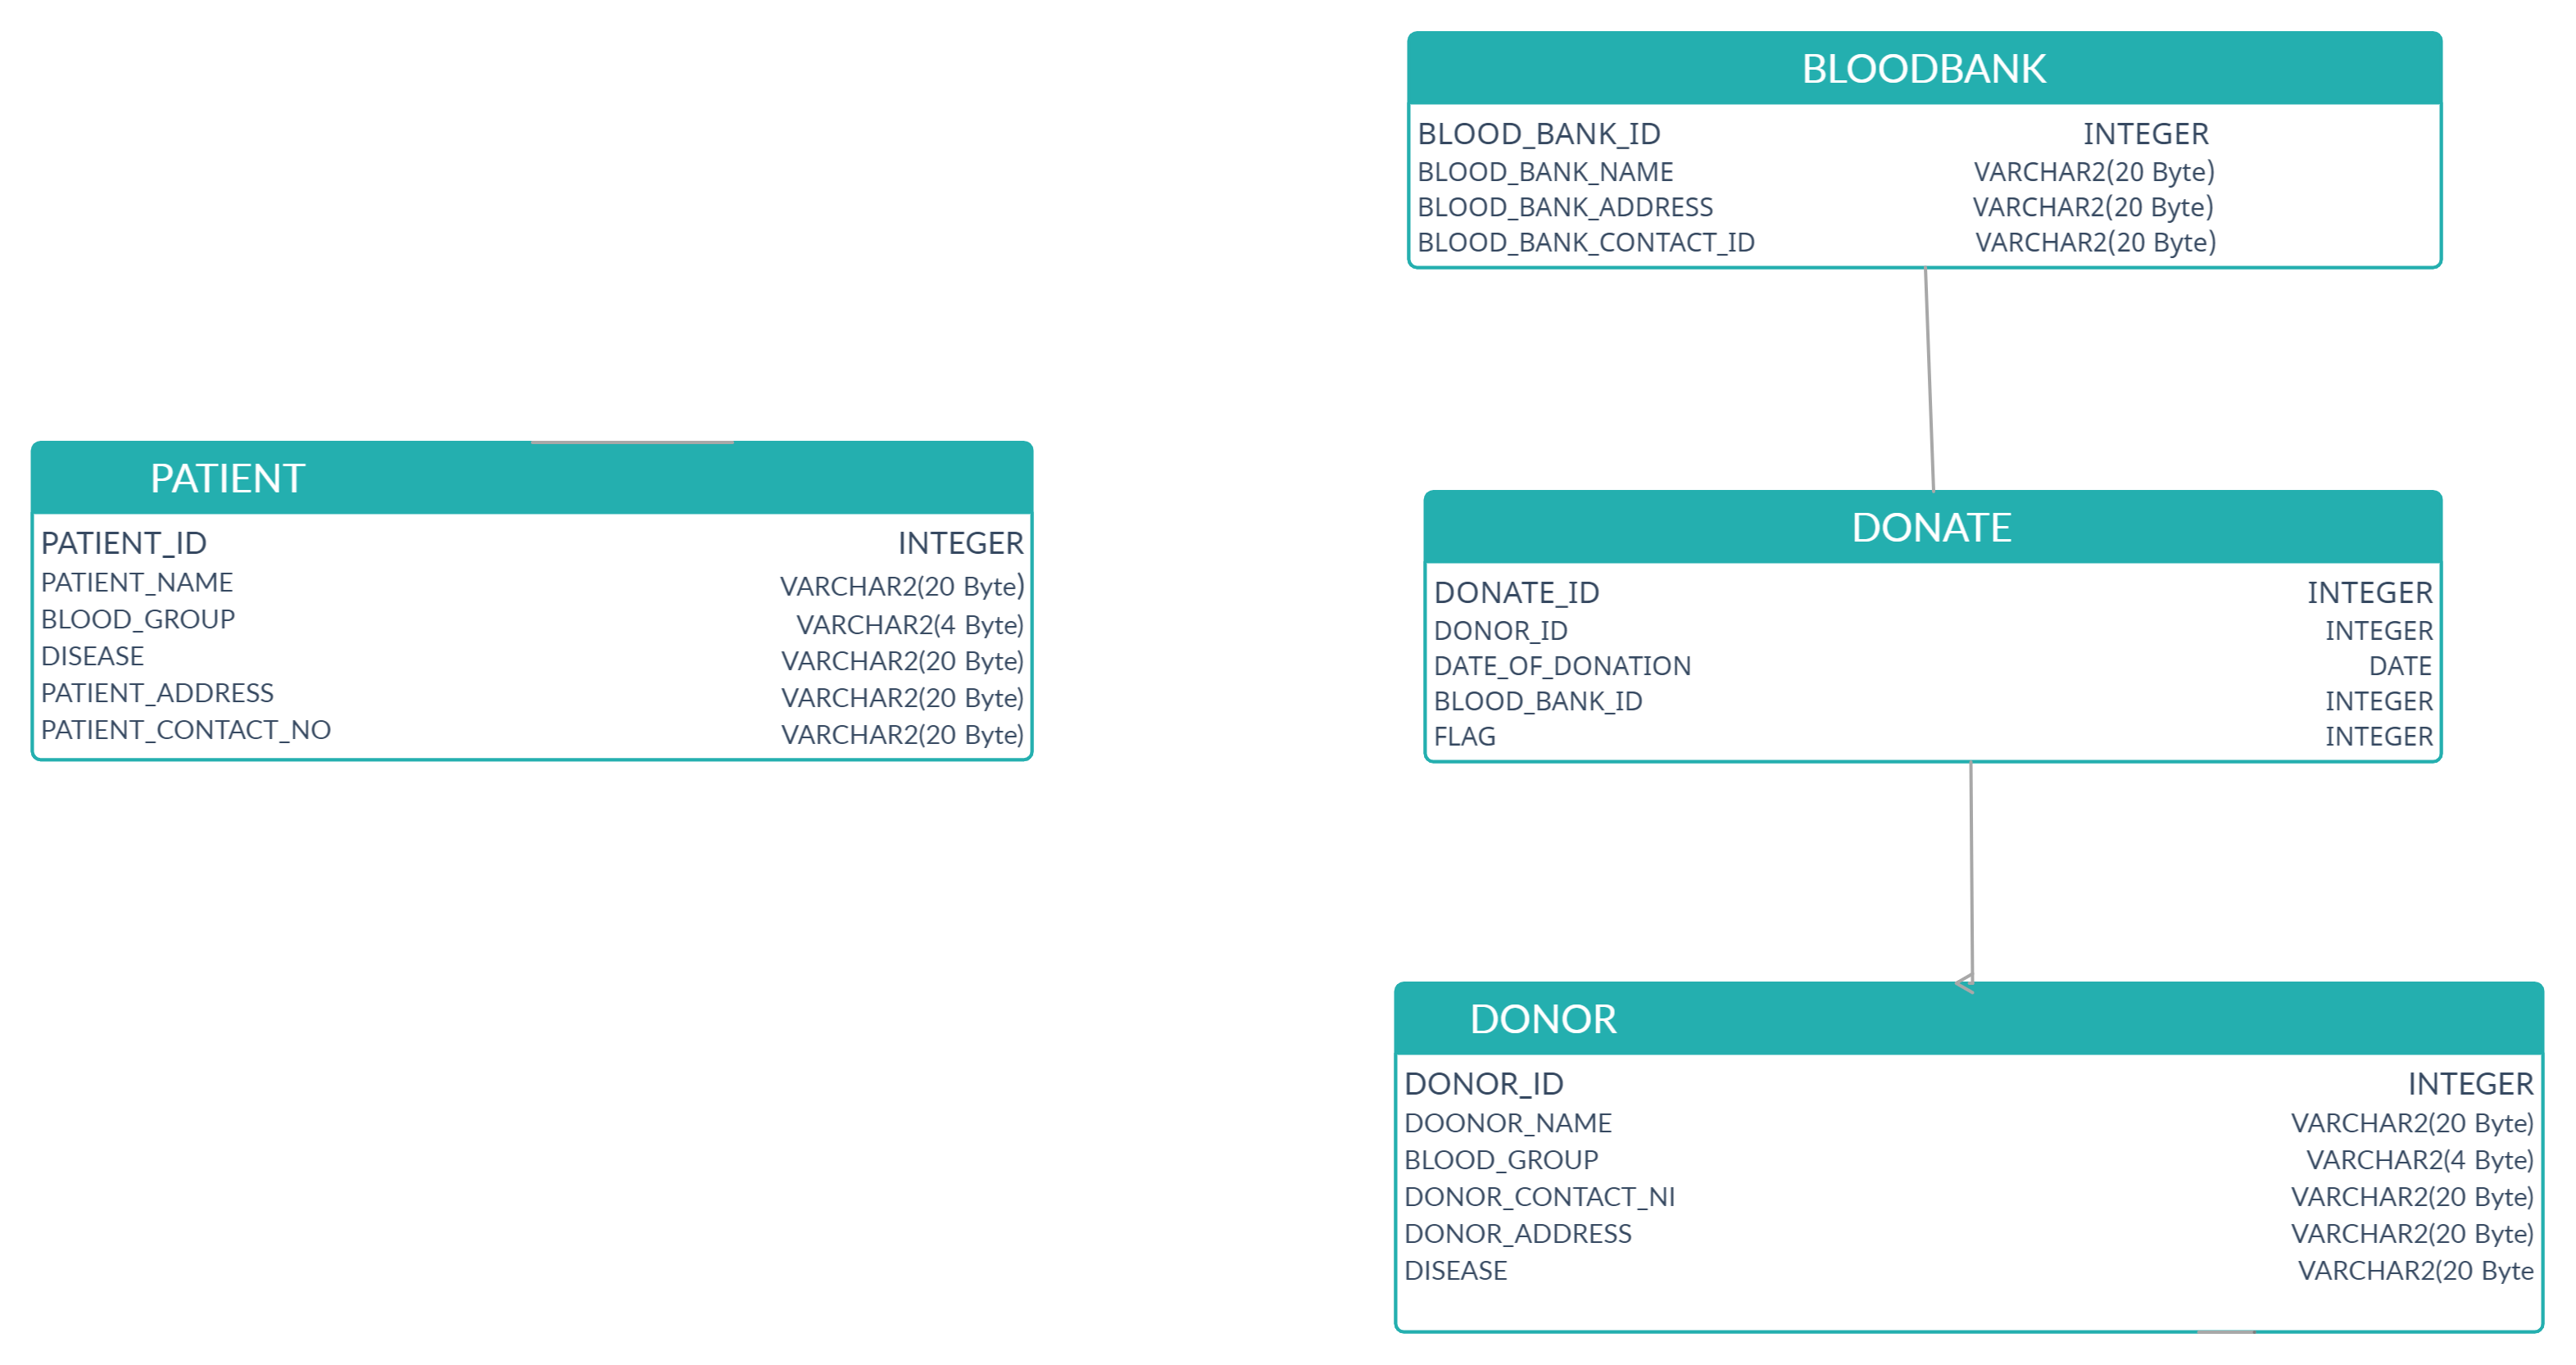 BLOODBANK
BLOOD_BANK_ID INTEGER
BLOOD_BANK_NAME VARCHAR2(20 Byte)
BLOOD_BANK_ADDRESS VARCHAR2(20 Byte)
BLOOD_BANK_CONTACT_ID VARCHAR2(20 Byte)
PATIENT
PATIENT_ID INTEGER
PATIENT_NAME VARCHAR2(20 Byte)
BLOOD_GROUP VARCHAR2(4 Byte)
DISEASE VARCHAR2(20 Byte)
PATIENT_ADDRESS VARCHAR2(20 Byte)
PATIENT_CONTACT_NO VARCHAR2(20 Byte)
DONATE
DONATE_ID INTEGER
DONOR_ID INTEGER
DATE_OF_DONATION DATE
BLOOD_BANK_ID INTEGER
FLAG INTEGER
DONOR
DONOR_ID INTEGER
DOONOR_NAME VARCHAR2(20 Byte)
BLOOD_GROUP VARCHAR2(4 Byte)
DONOR_CONTACT_NI VARCHAR2(20 Byte)
DONOR_ADDRESS VARCHAR2(20 Byte)
DISEASE VARCHAR2(20 Byte